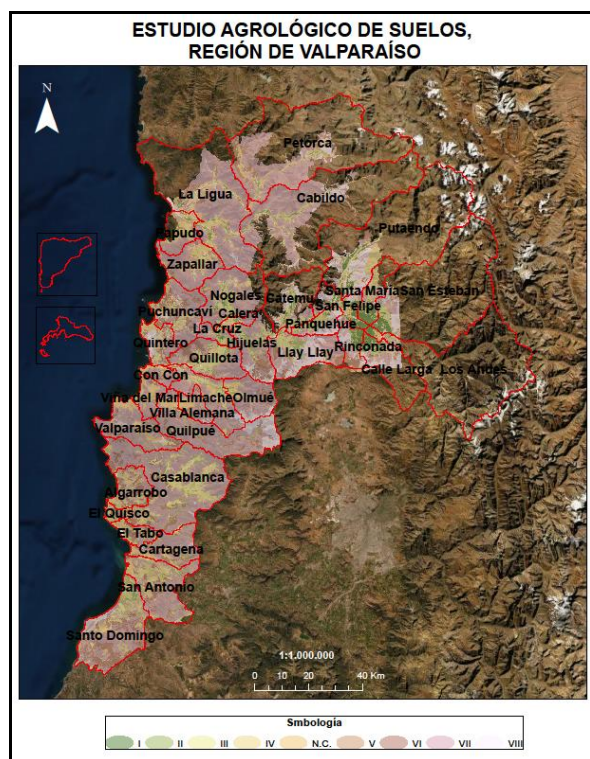 ESTUDIO AGROLÓGICO DE SUELOS,
REGIÓN DE VALPARAÍSO
N
Petorca
La Ligua
Cabildo
Papudo
Putaendo
Zapallar
Santa María San Esteban
Nogales Catemu
San Felipe
Puchuncaví Calera
Panquehue
La Cruz
Quintero Hijuelas Rinconada
Llay Llay
Quillota
Calle Larga Los Andes
Con Con
Viña del Mar Limache Olmué
Villa Alemana
Valparaíso Quilpué
Casablanca
Algarrobo
El Quisco
El Tabo
Cartagena
San Antonio
Santo Domingo
1:1.000.000
0 10 20 40 Km
Smbología
I II III IV N.C. V VI VII VIII